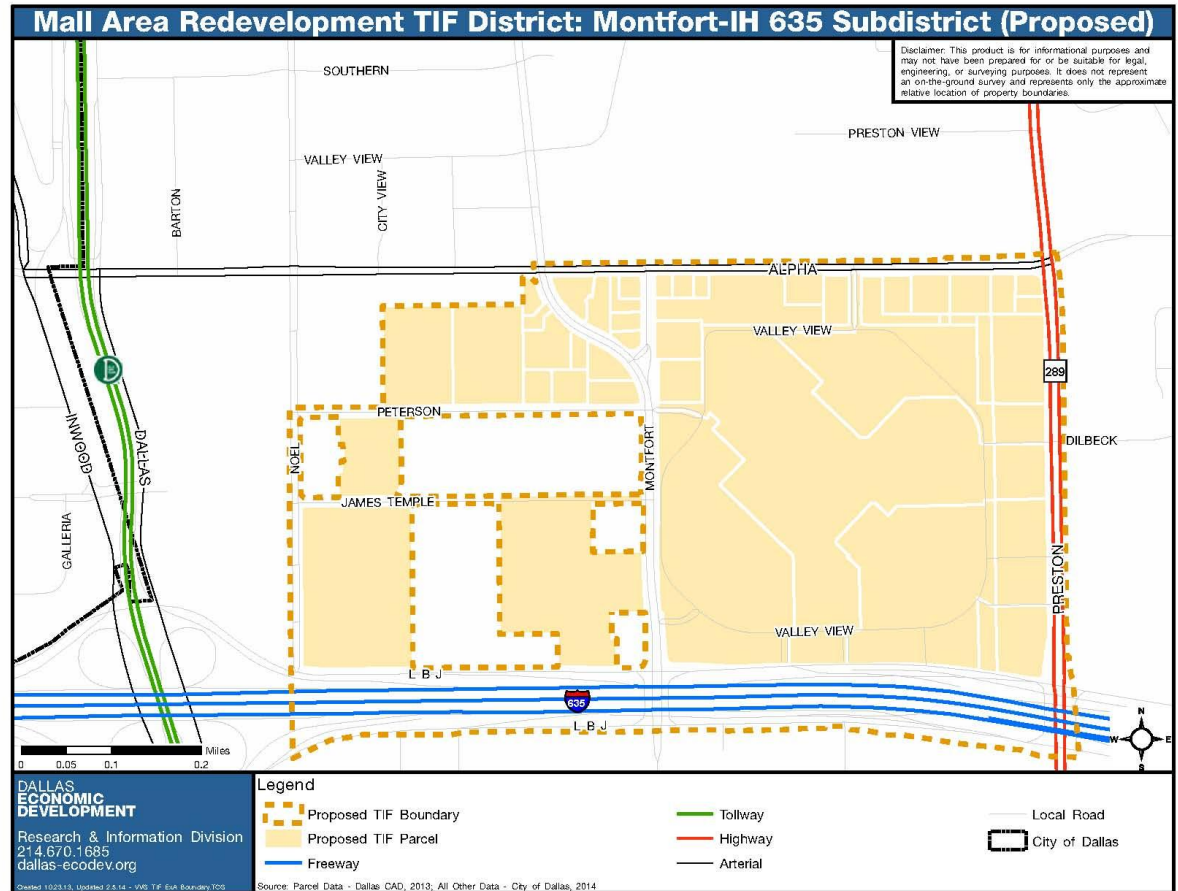 Mall Area Redevelopment TIF District: Montfort-IH 635 Subdistrict (Proposed)
Disclaimer: This product is for informational purposes and
may not have been prepared for or be suitable for legal,
engineering, or surveying purposes. It does not represent
an on-the-ground survey and represents only the approximate
relative location of property boundaries.
SOUTHERN
PRESTON VIEW
VALLEY VIEW
BARTON
CITY VIEW
ALPHA
VALLEY VIEW
289
PETERSON
DILBECK
INWOOD
DALLAS
NOEL
MONTFORT
JAMES TEMPLE
GALLERIA
PRESTON
VALLEY VIEW
L B J
635
L B J
N
W
E
S
Miles
0 0.05 0.1 0.2
DALLAS
ECONOMIC
DEVELOPMENT
Research & Information Division
214.670.1685
dallas-ecodev.org
Legend
Proposed TIF Boundary
Proposed TIF Parcel
Freeway
Tollway
Highway
Arterial
Local Road
City of Dallas
Source: Parcel Data - Dallas CAD, 2013; All Other Data - City of Dallas, 2014